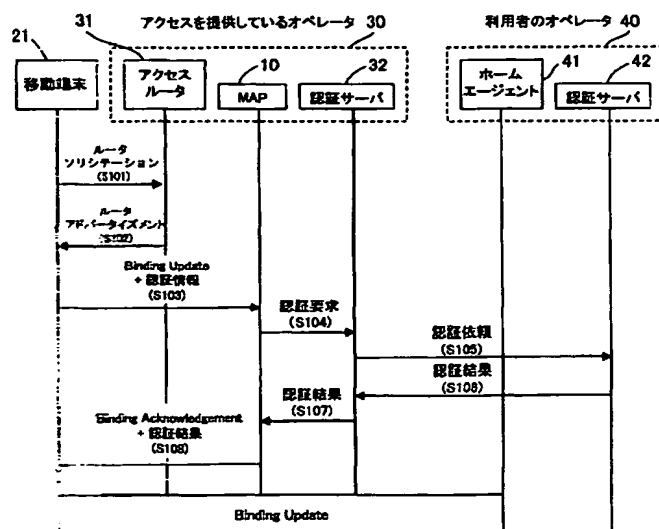 アクセスを提供しているオペレータ 30
利用者のオペレータ 40
21
31
10
32
41
42
移動端末
アクセス
ルータ
MAP
認証サーバ
ホーム
エージェント
認証サーバ
ルータ
ソリシテーション
(S101)
ルータ
アドバータイズメント
(S102)
Binding Update
+ 認証情報
(S103)
認証要求
(S104)
認証依頼
(S105)
認証結果
(S106)
認証結果
(S107)
Binding Acknowledgement
+ 認証結果
(S108)
Binding Update